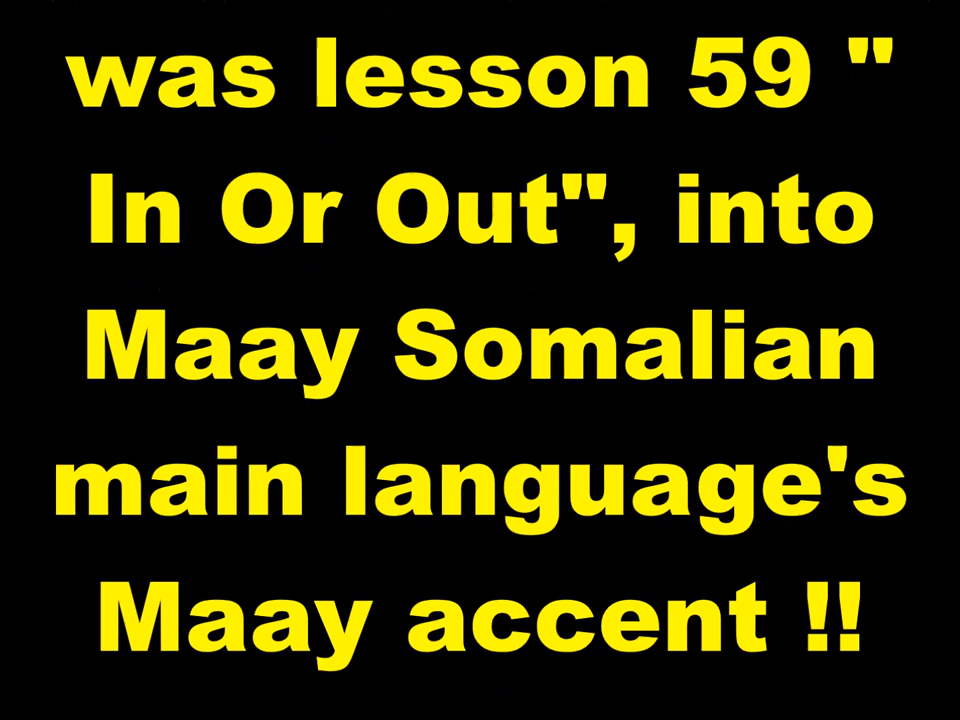 was lesson 59 "
In Or Out", into
Maay Somalian
main language's
Maay accent !!